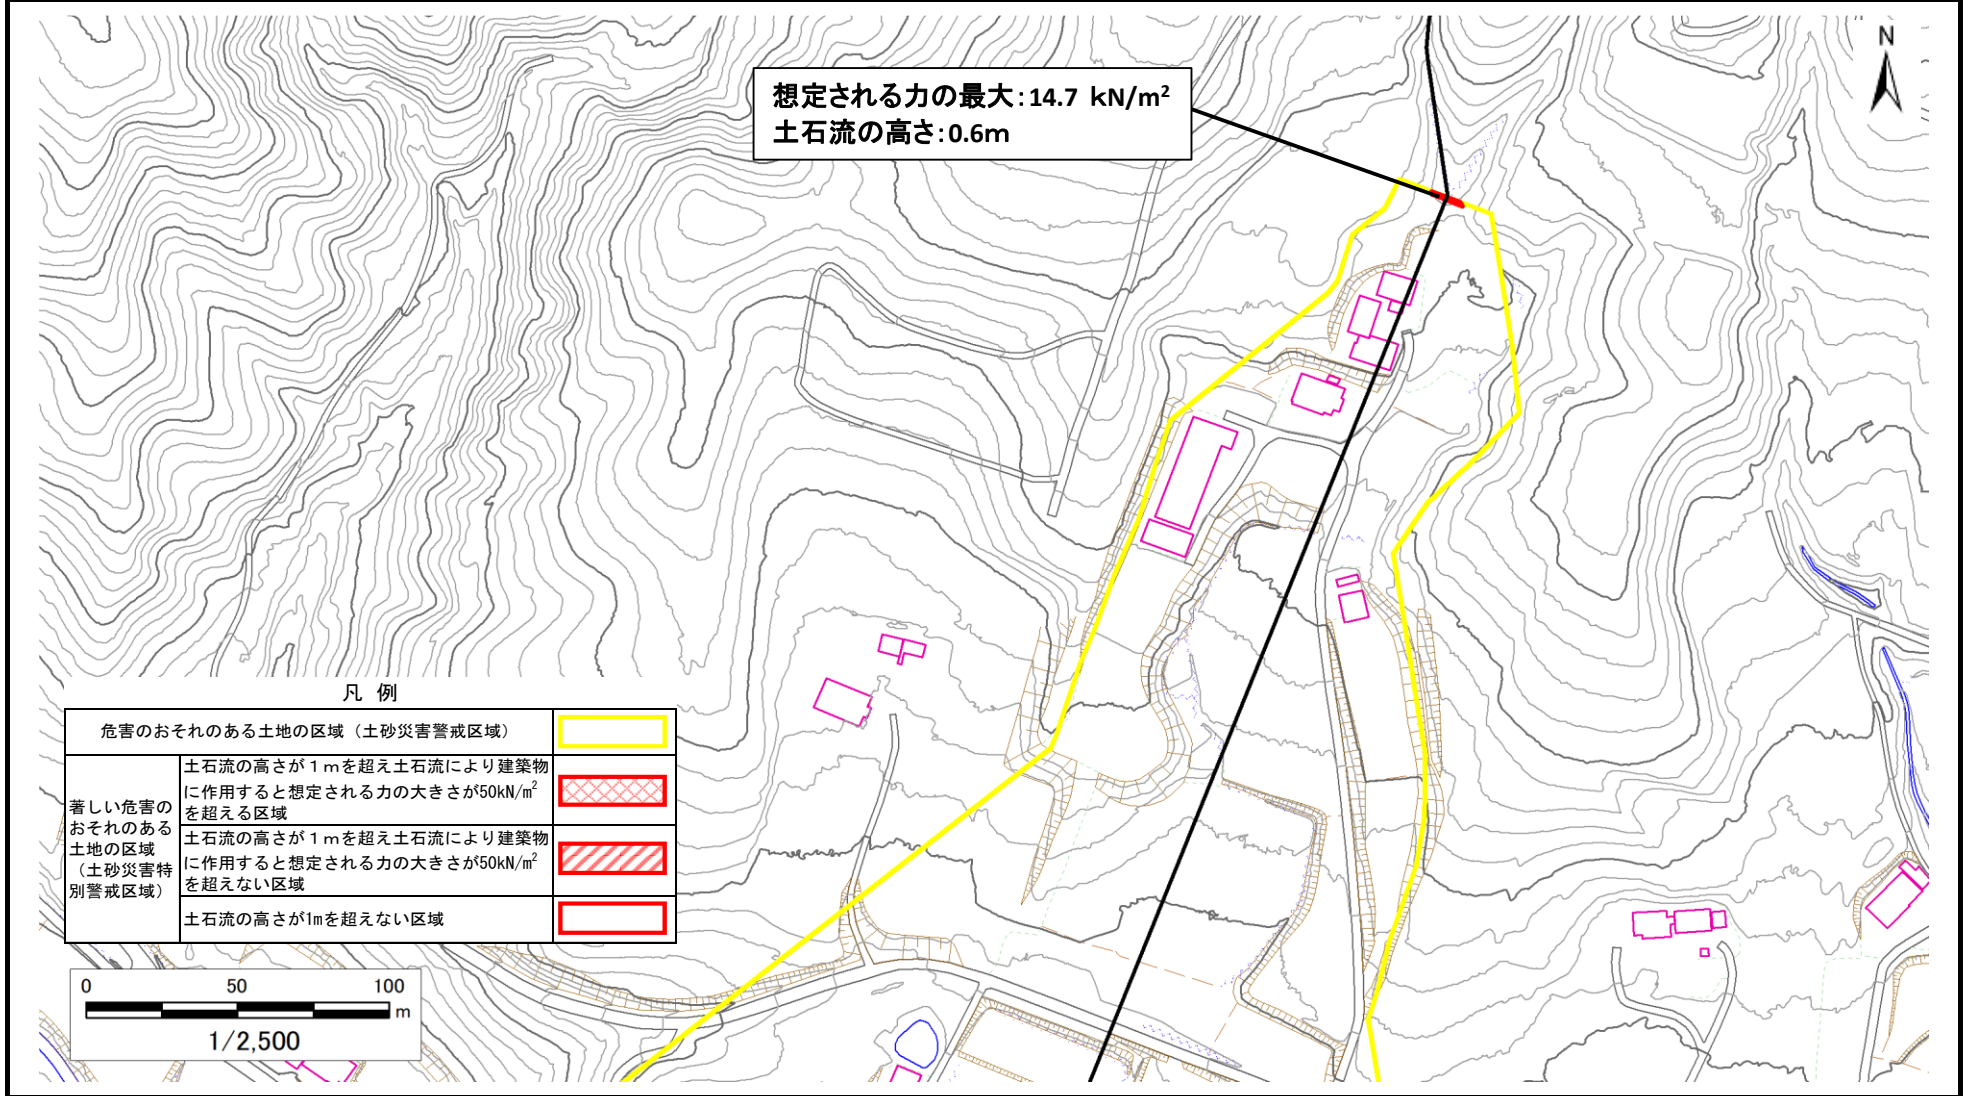 N
想定される力の最大:14.7 kN/m²
土石流の高さ:0.6m
凡 例
危害のおそれのある土地の区域（土砂災害警戒区域）
著しい危害の
おそれのある
土地の区域
（土砂災害特
別警戒区域）
土石流の高さが１ｍを超え土石流により建築物
に作用すると想定される力の大きさが50kN/㎡
を超える区域
土石流の高さが１ｍを超え土石流により建築物
に作用すると想定される力の大きさが50kN/㎡
を超えない区域
土石流の高さが1mを超えない区域
0 50 100
m
1/2,500